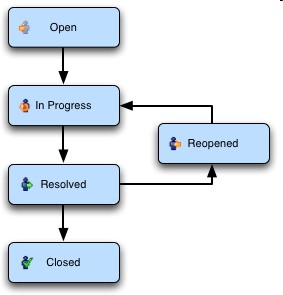 Open
In Progress
Reopened
Resolved
Closed